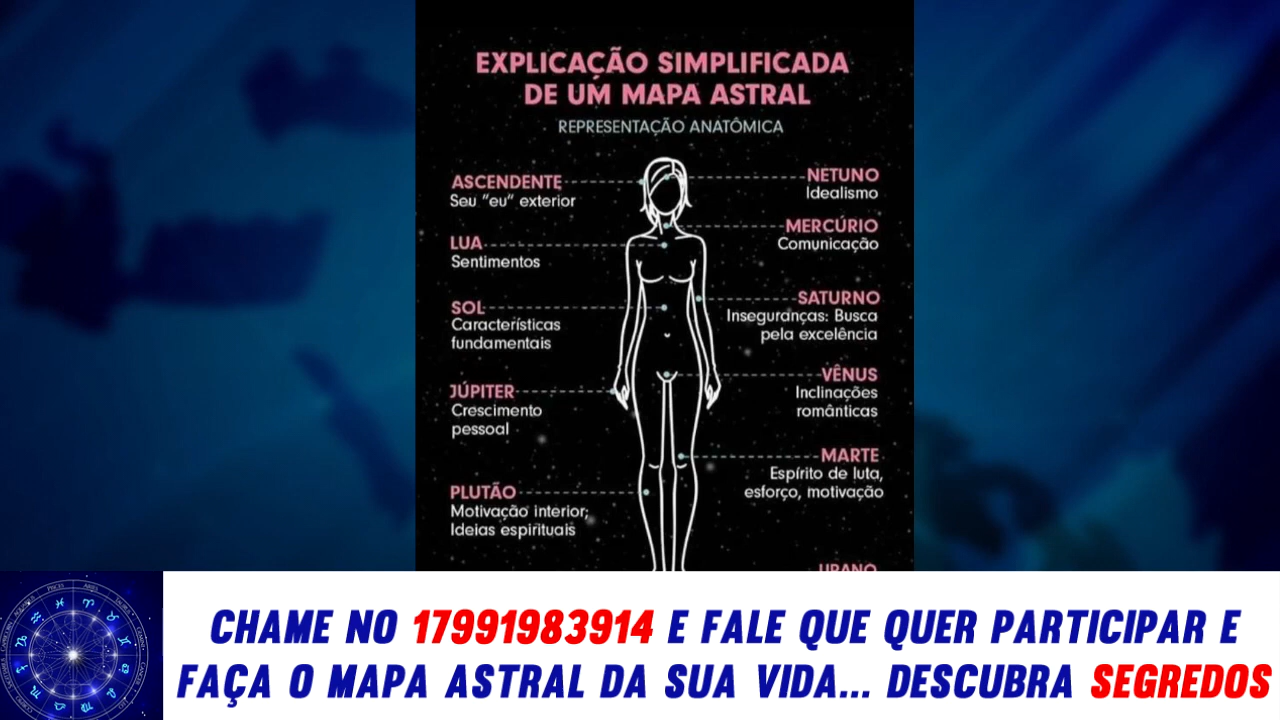 EXPLICAÇÃO SIMPLIFICADA
DE UM MAPA ASTRAL
REPRESENTAÇÃO ANATÔMICA
ASCENDENTE
Seu "eu" exterior
LUA
Sentimentos
SOL
Características
fundamentais
JÚPITER
Crescimento
pessoal
PLUTÃO
Motivação interior;
Ideias espirituais
NETUNO
Idealismo
MERCÚRIO
Comunicação
SATURNO
Inseguranças: Busca
pela excelência
VÊNUS
Inclinações
românticas
MARTE
Espírito de luta,
esforço, motivação
URANO
CHAME NO 17991983914 E FALE QUE QUER PARTICIPAR E
FAÇA O MAPA ASTRAL DA SUA VIDA... DESCUBRA SEGREDOS